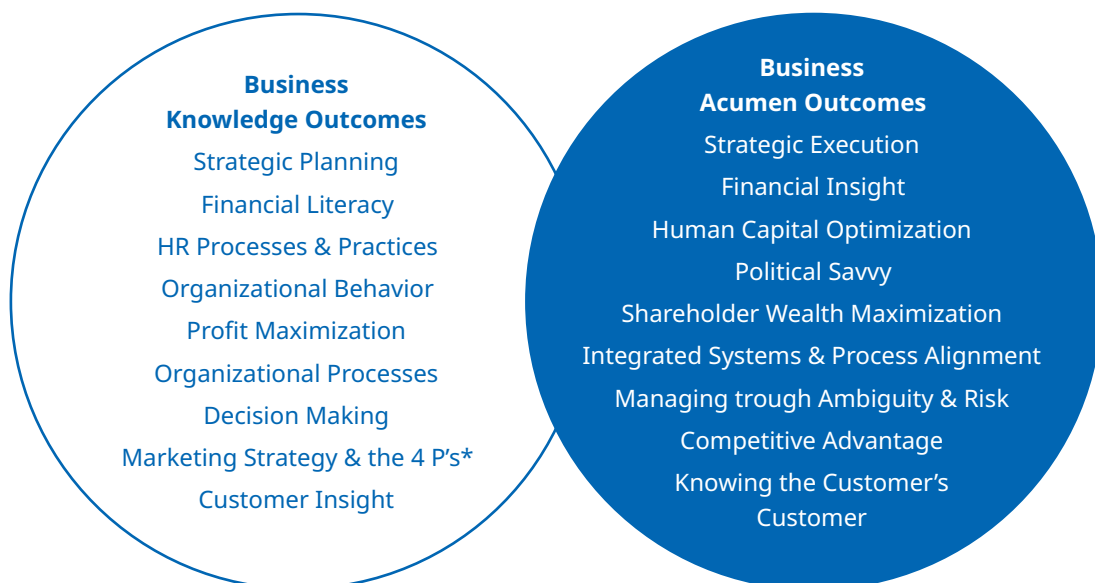 Business
Knowledge Outcomes
Strategic Planning
Financial Literacy
HR Processes & Practices
Organizational Behavior
Profit Maximization
Organizational Processes
Decision Making
Marketing Strategy & the 4 P's*
Customer Insight
Business
Acumen Outcomes
Strategic Execution
Financial Insight
Human Capital Optimization
Political Savvy
Shareholder Wealth Maximization
Integrated Systems & Process Alignment
Managing trough Ambiguity & Risk
Competitive Advantage
Knowing the Customer's
Customer